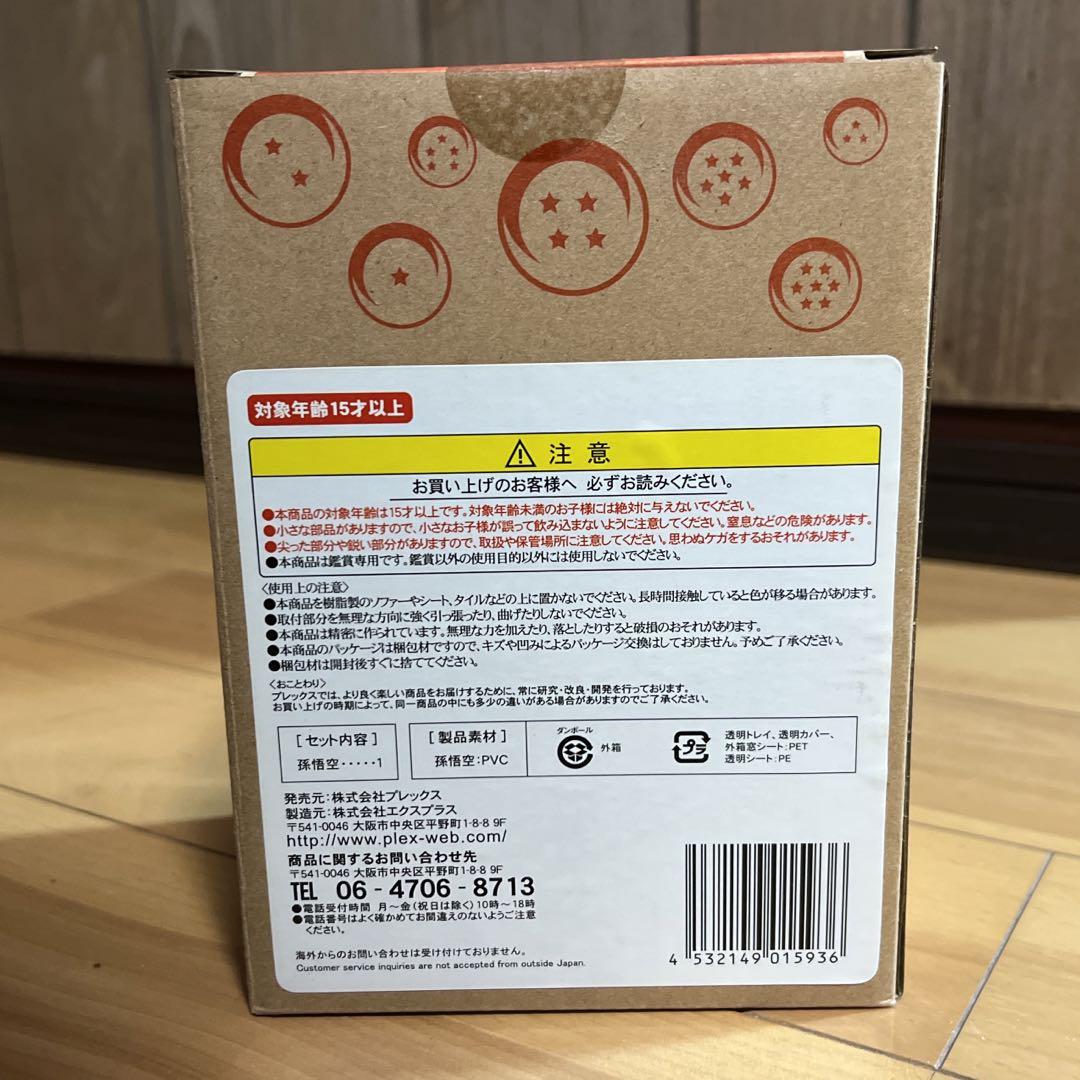 対象年齢15才以上
注意
お買い上げのお客様へ 必ずお読みください。
●本商品の対象年齢は15才以上です。対象年齢未満のお子様には絶対に与えないでください。
●小さな部品がありますので、小さなお子様が誤って飲み込まないように注意してください。窒息などの危険があります。
●尖った部分や鋭い部分がありますので、取扱や保管場所に注意してください。思わぬケガをするおそれがあります。
●本商品は鑑賞専用です。鑑賞以外の使用目的以外には使用しないでください。
〈使用上の注意〉
●本商品を樹脂製のソファーやシート、タイルなどの上に置かないでください。長時間接触していると色が移る場合があります。
●取付部分を無理な方向に強く引っ張ったり、曲げたりしないでください。
●本商品は精密に作られています。無理な力を加えたり、落としたりすると破損のおそれがあります。
●本商品のパッケージは梱包材ですので、キズや凹みによるパッケージ交換はしておりません。予めご了承ください。
●梱包材は開封後すぐに捨ててください。
〈おことわり〉
プレックスでは、より良く楽しい商品をお届けするために、常に研究・改良・開発を行っております。
お買い上げの時期によって、同一商品の中にも多少の違いがある場合がありますのでご了承ください。
[セット内容]
孫悟空・・・・・1
[製品素材]
孫悟空:PVC
ダンボール
外箱
プラ
透明トレイ、透明カバー、
外箱窓シート:PET
透明シート:PE
発売元:株式会社プレックス
製造元:株式会社エクスプラス
〒541-0046 大阪市中央区平野町1-8-8 9F
http://www.plex-web.com/
商品に関するお問い合わせ先
〒541-0046 大阪市中央区平野町1-8-8 9F
TEL 06-4706-8713
●電話受付時間 月〜金(祝日は除く)10時〜18時
●電話番号はよく確かめてお間違えのないようご注意
ください。
海外からのお問い合わせは受け付けておりません。
Customer service inquiries are not accepted from outside Japan.
4 532149 015936